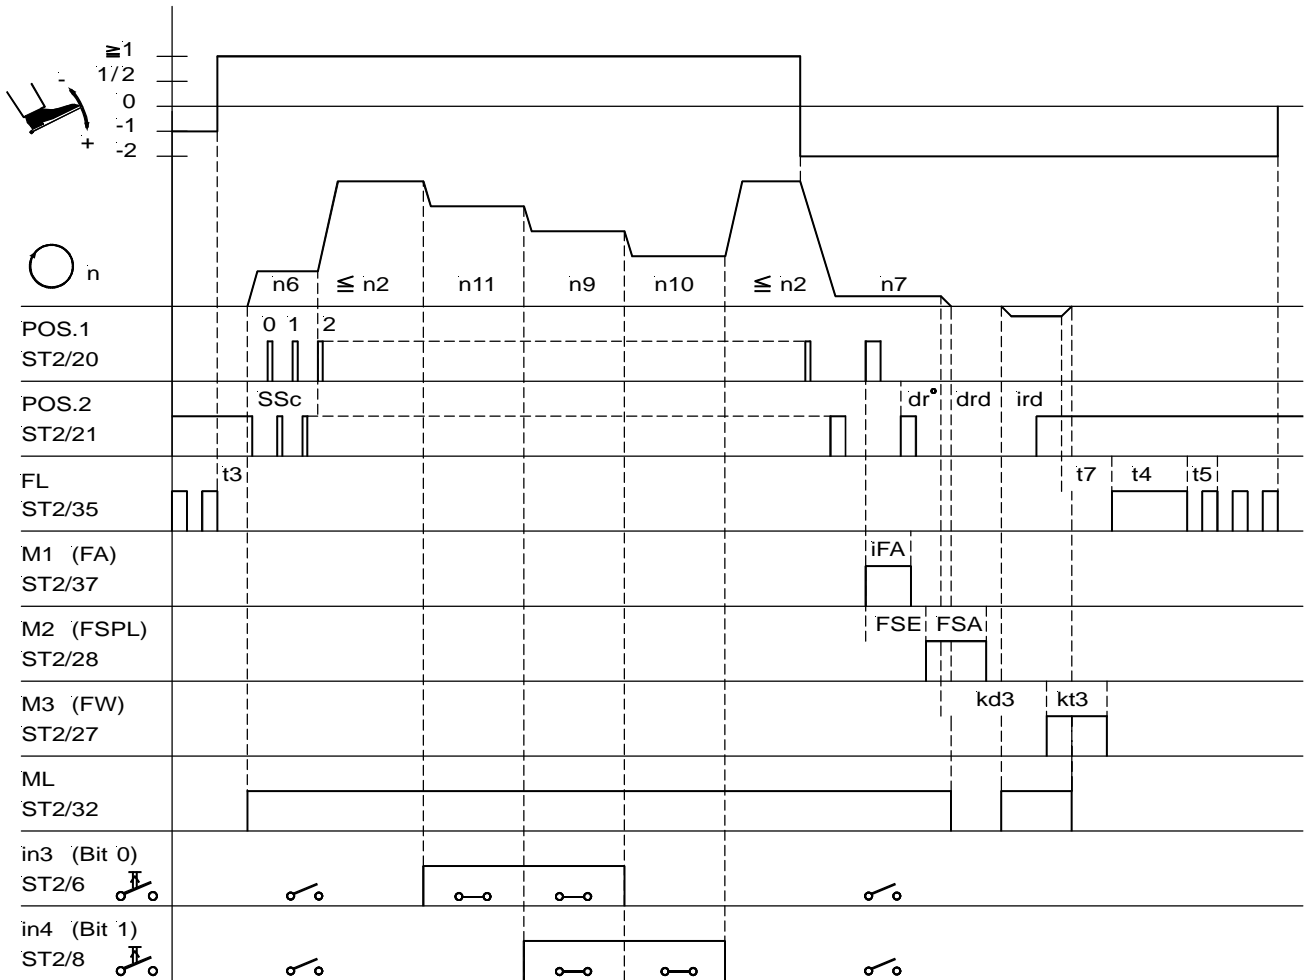 ≧1
1/2
0
-
-1
+
-2
n
n6 ≦ n2 n11 n9 n10 ≦ n2 n7
POS.1 0 1 2
ST2/20
POS.2 SSc dr° drd ird
ST2/21
FL t3 t7 t4 t5
ST2/35
M1 (FA) iFA
ST2/37
M2 (FSPL) FSE FSA
ST2/28
M3 (FW) kd3 kt3
ST2/27
ML
ST2/32
in3 (Bit 0)
ST2/6
in4 (Bit 1)
ST2/8